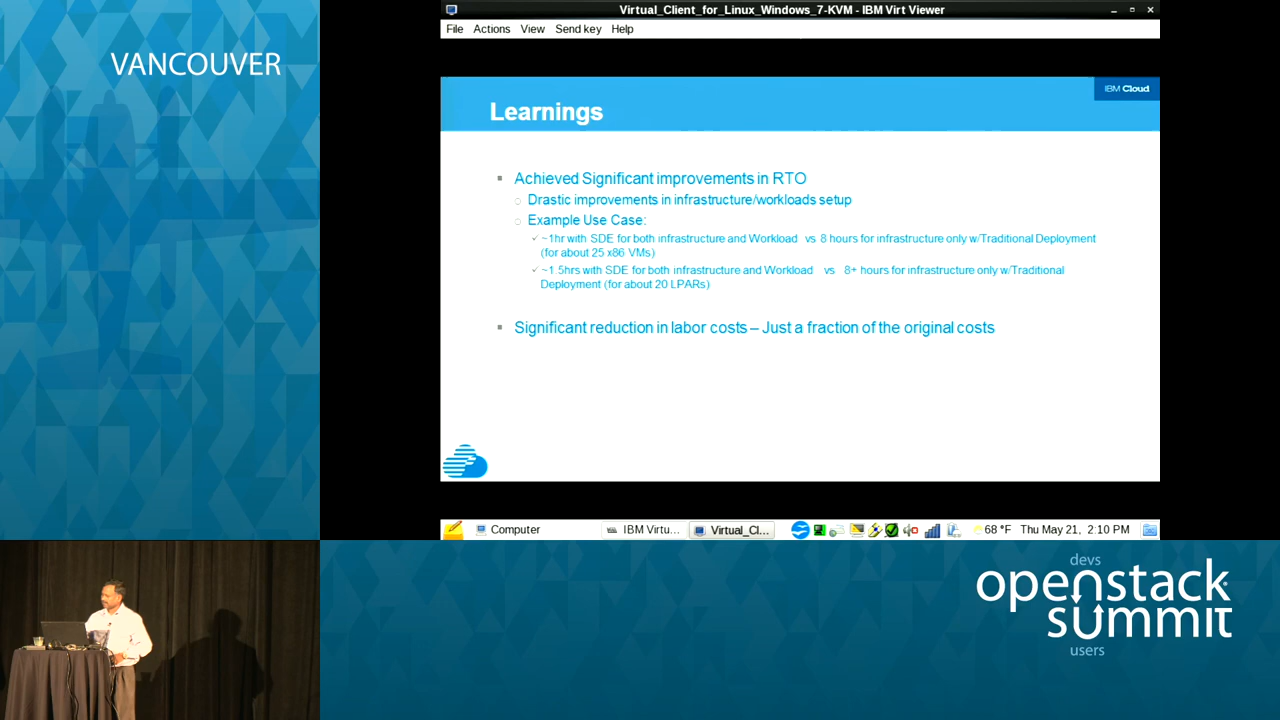 VANCOUVER
Virtual_Client_for_Linux_Windows_7-KVM - IBM Virt Viewer
File Actions View Send key Help
IBM Cloud
Learnings
Achieved Significant improvements in RTO
Drastic improvements in infrastructure/workloads setup
Example Use Case:
~1hr with SDE for both infrastructure and Workload vs 8 hours for infrastructure only w/Traditional Deployment
(for about 25 x86 VMs)
~1.5hrs with SDE for both infrastructure and Workload vs 8+ hours for infrastructure only w/Traditional
Deployment (for about 20 LPARs)
Significant reduction in labor costs – Just a fraction of the original costs
Computer IBM Virtu... Virtual_Cl... 68 °F Thu May 21, 2:10 PM
devs
openstack
summit
users